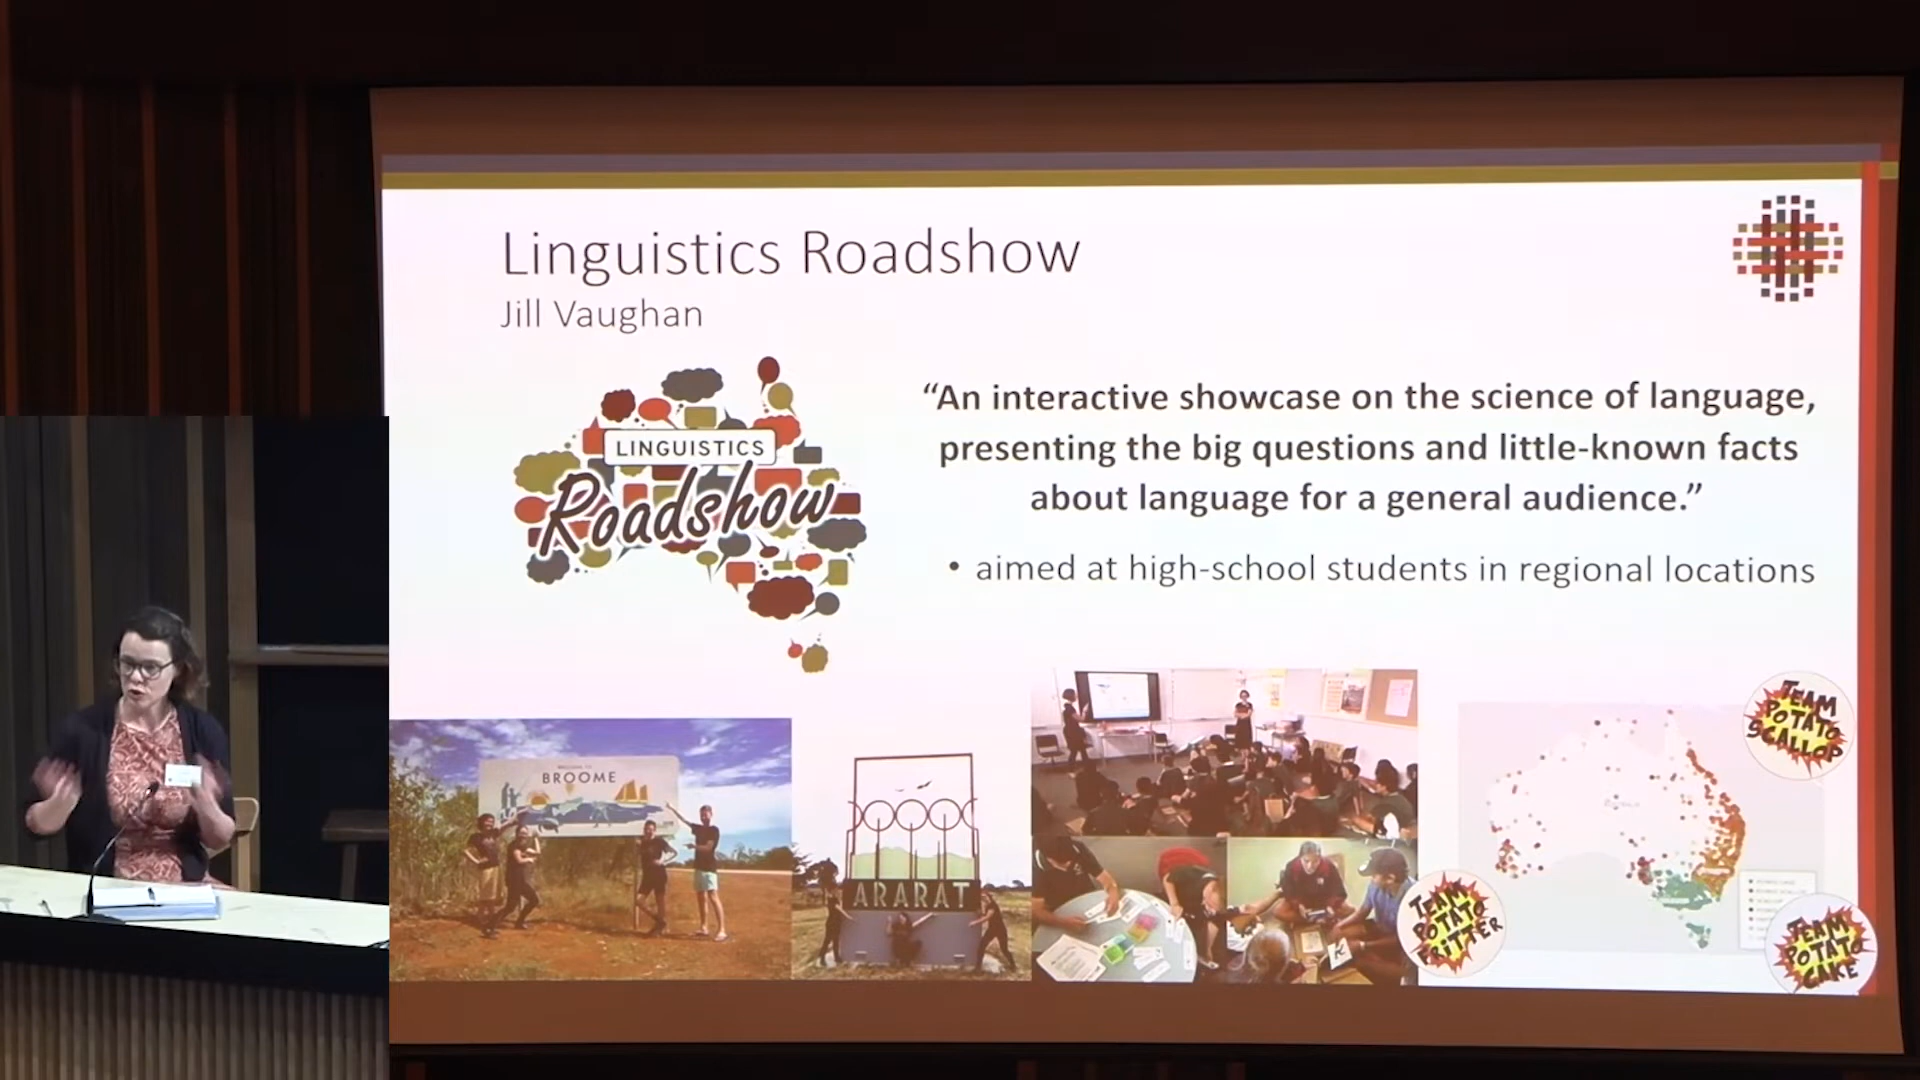 Linguistics Roadshow
Jill Vaughan
LINGUISTICS
Roadshow
“An interactive showcase on the science of language,
presenting the big questions and little-known facts
about language for a general audience.”
• aimed at high-school students in regional locations
WELCOME TO
BROOME
ARARAT
TEAM
POTATO
SCALLOP
TEAM
POTATO
FRITTER
TEAM
POTATO
CAKE